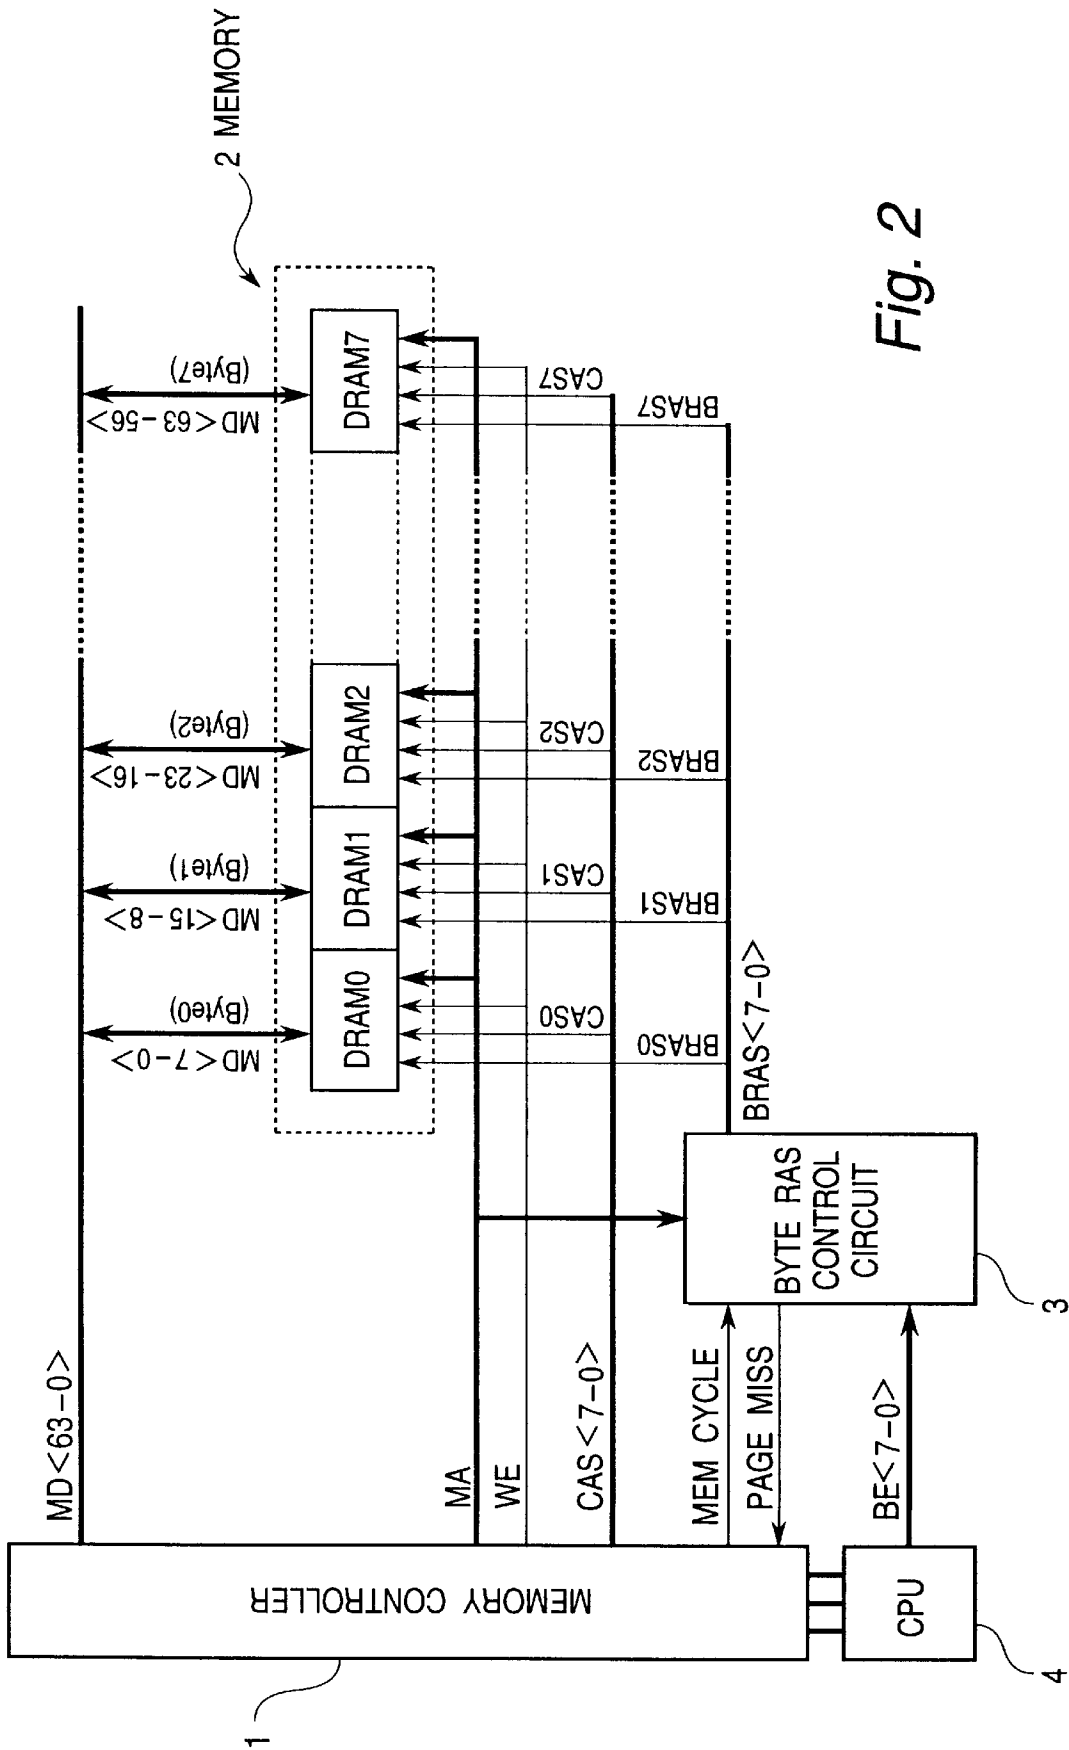 2 MEMORY
MD<63-0>
MD<7-0>
(Byte0)
MD<15-8>
(Byte1)
MD<23-16>
(Byte2)
MD<63-56>
(Byte7)
DRAM0
DRAM1
DRAM2
DRAM7
MA
WE
CAS<7-0>
CAS0
CAS1
CAS2
CAS7
BRAS0
BRAS1
BRAS2
BRAS7
BRAS<7-0>
MEMORY CONTROLLER
1
MEM CYCLE
PAGE MISS
BE<7-0>
BYTE RAS
CONTROL
CIRCUIT
3
CPU
4
Fig. 2